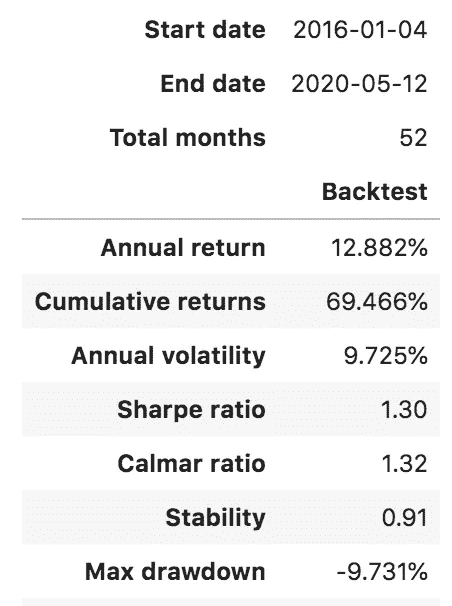 Start date 2016-01-04
End date 2020-05-12
Total months 52
Backtest
Annual return 12.882%
Cumulative returns 69.466%
Annual volatility 9.725%
Sharpe ratio 1.30
Calmar ratio 1.32
Stability 0.91
Max drawdown -9.731%